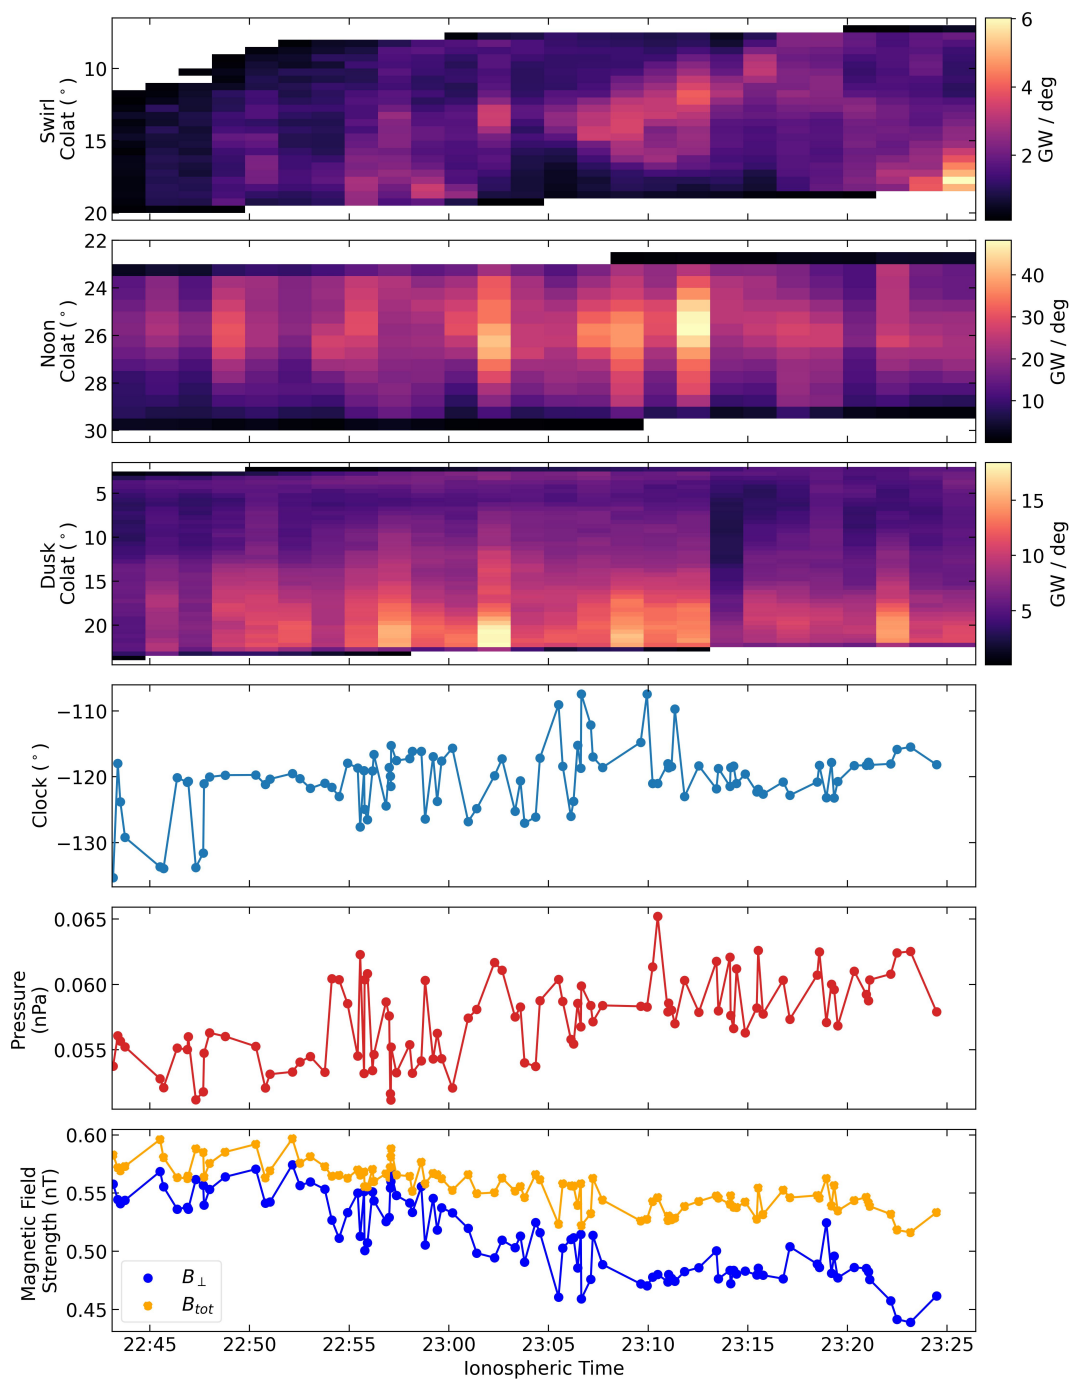 10
15
20
Swirl
Colat (°)
6
4
2
GW / deg
22
24
26
28
30
Noon
Colat (°)
40
30
20
10
GW / deg
5
10
15
20
Dusk
Colat (°)
15
10
5
GW / deg
−110
−120
−130
Clock (°)
0.065
0.060
0.055
Pressure
(nPa)
0.60
0.55
0.50
0.45
Magnetic Field
Strength (nT)
B⊥
Btot
22:45 22:50 22:55 23:00 23:05 23:10 23:15 23:20 23:25
Ionospheric Time